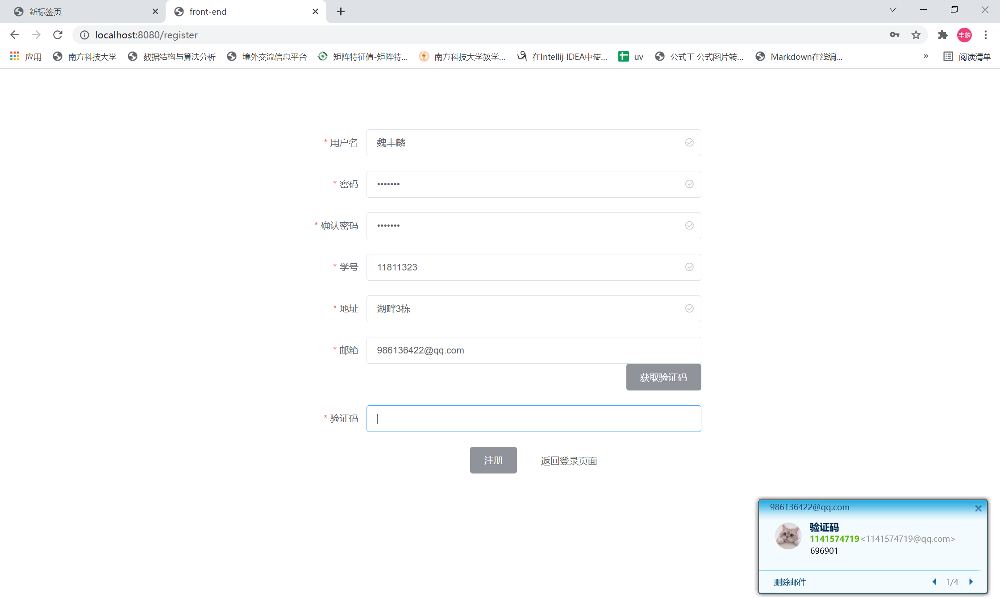 新标签页
front-end
localhost:8080/register
丰麟
应用
南方科技大学
数据结构与算法分析
境外交流信息平台
矩阵特征值-矩阵特...
南方科技大学教学...
在Intellij IDEA中使...
uv
公式王 公式图片转...
Markdown在线编...
»
阅读清单
* 用户名
魏丰麟
* 密码
•••••••
* 确认密码
•••••••
* 学号
11811323
* 地址
湖畔3栋
* 邮箱
986136422@qq.com
获取验证码
* 验证码
注册
返回登录页面
986136422@qq.com
验证码
1141574719<1141574719@qq.com>
696901
删除邮件
1/4